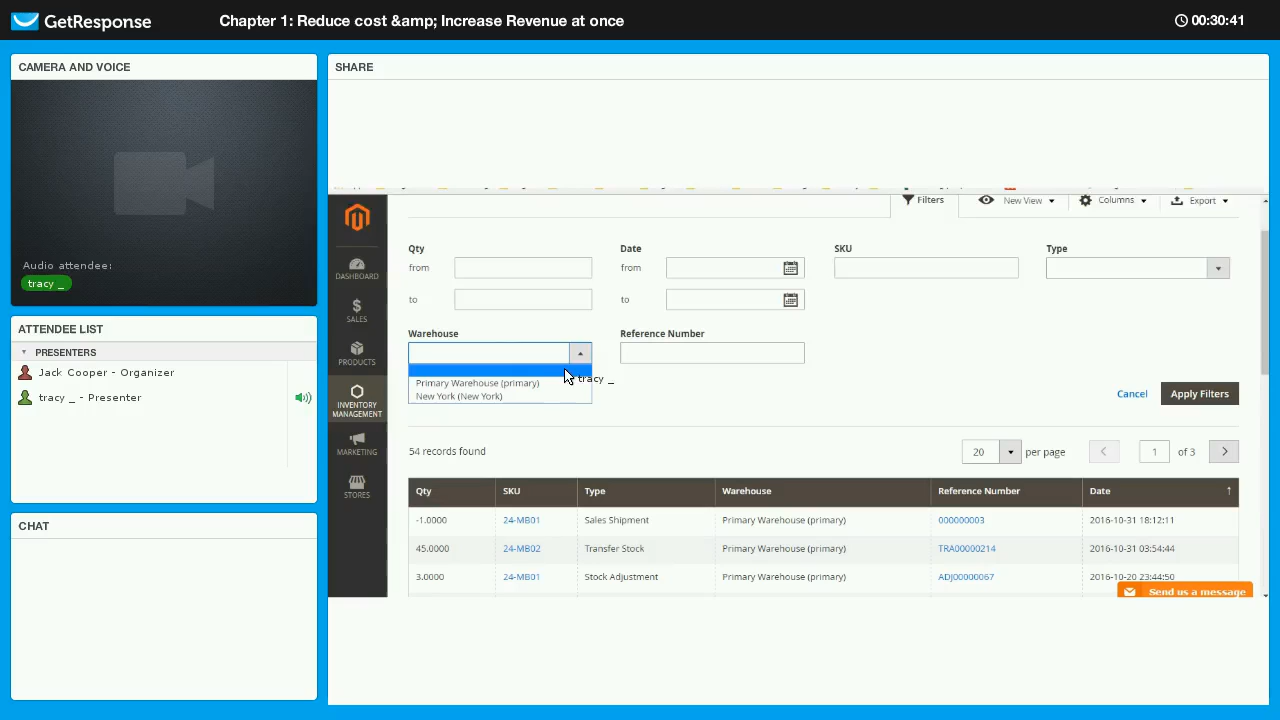 GetResponse
Chapter 1: Reduce cost &amp; Increase Revenue at once
00:30:41
CAMERA AND VOICE
Audio attendee:
tracy _
ATTENDEE LIST
PRESENTERS
Jack Cooper - Organizer
tracy _ - Presenter
CHAT
SHARE
DASHBOARD
SALES
PRODUCTS
INVENTORY
MANAGEMENT
MARKETING
STORES
Filters
New View
Columns
Export
Qty
Date
SKU
Type
from
from
to
to
Warehouse
Reference Number
Primary Warehouse (primary)
New York (New York)
tracy _
Cancel
Apply Filters
54 records found
20
per page
1
of 3
Qty SKU Type Warehouse Reference Number Date
-1.0000 24-MB01 Sales Shipment Primary Warehouse (primary) 000000003 2016-10-31 18:12:11
45.0000 24-MB02 Transfer Stock Primary Warehouse (primary) TRA00000214 2016-10-31 03:54:44
3.0000 24-MB01 Stock Adjustment Primary Warehouse (primary) ADJ00000067 2016-10-20 23:44:50
Send us a message